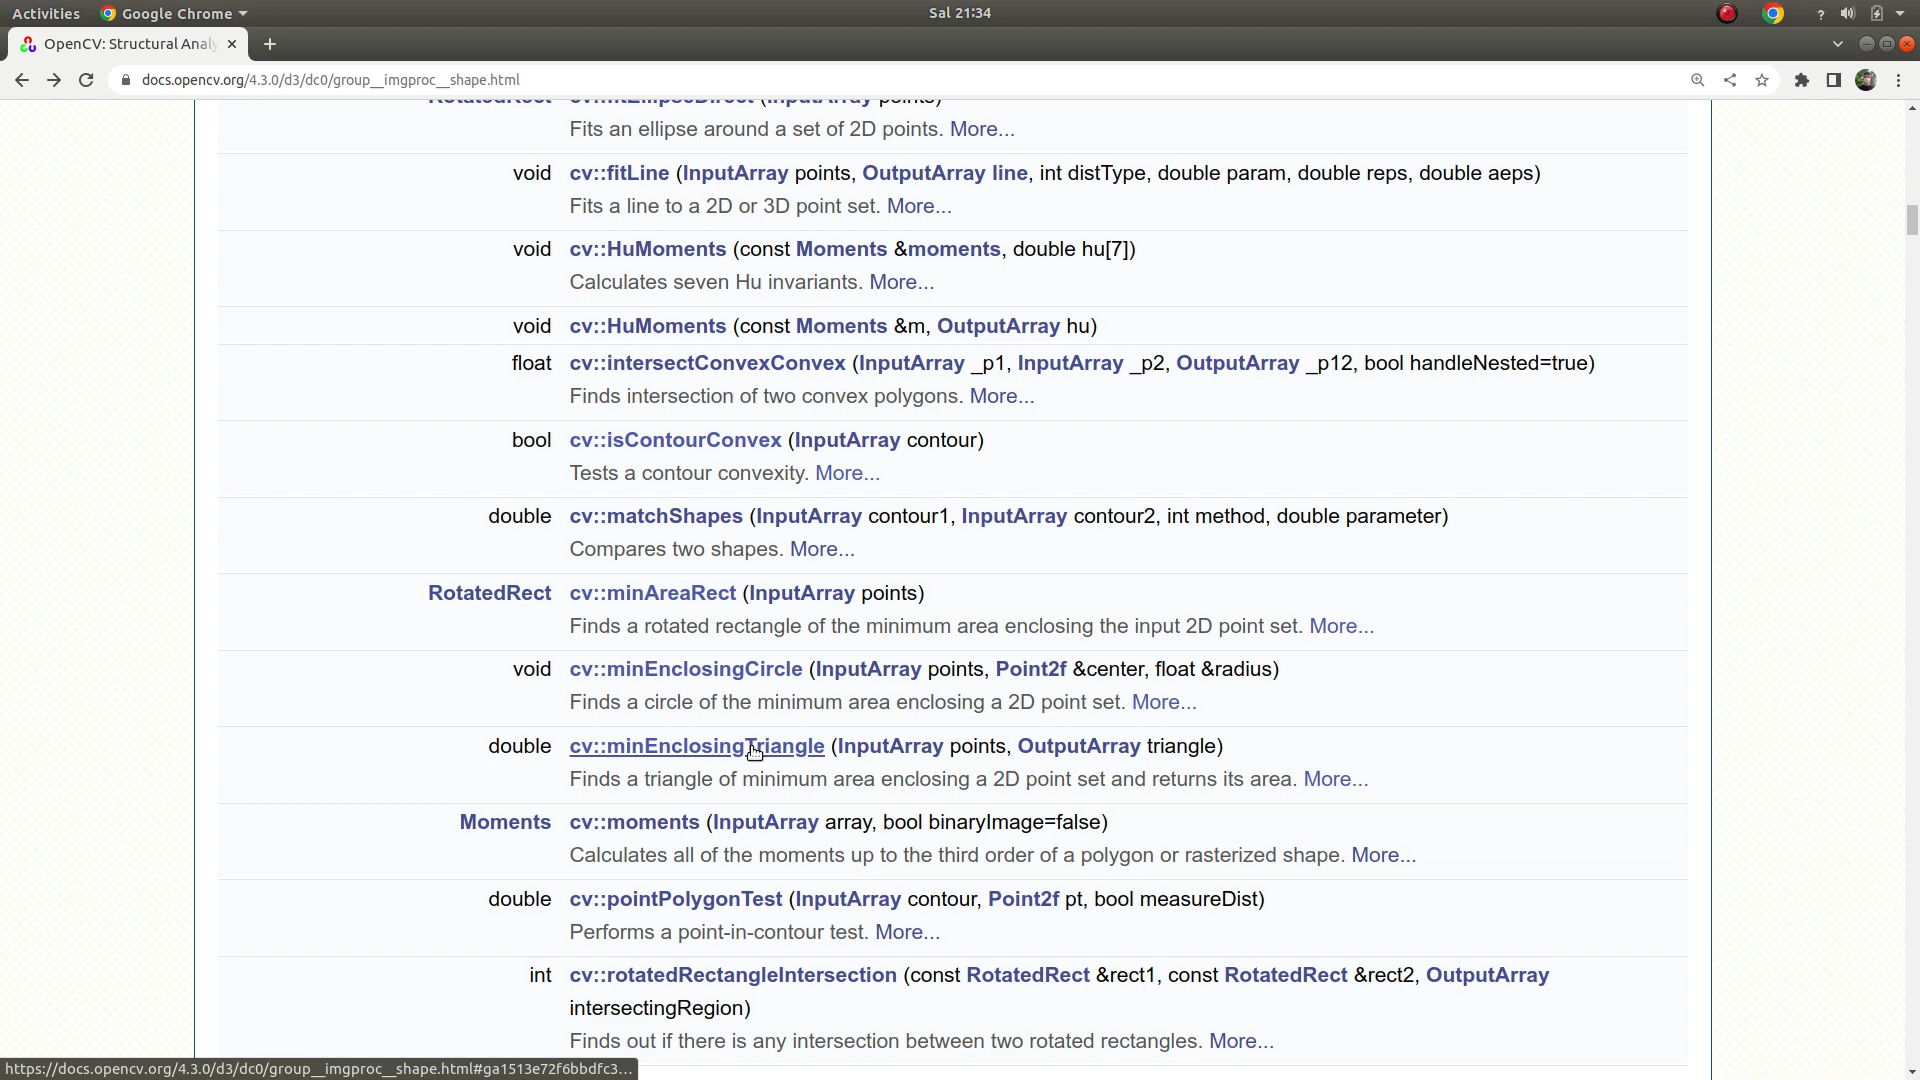 Activities Google Chrome Sal 21:34
OpenCV: Structural Analy
docs.opencv.org/4.3.0/d3/dc0/group__imgproc__shape.html
RotatedRect cv::fitEllipseDirect (InputArray points)
Fits an ellipse around a set of 2D points. More...
void cv::fitLine (InputArray points, OutputArray line, int distType, double param, double reps, double aeps)
Fits a line to a 2D or 3D point set. More...
void cv::HuMoments (const Moments &moments, double hu[7])
Calculates seven Hu invariants. More...
void cv::HuMoments (const Moments &m, OutputArray hu)
float cv::intersectConvexConvex (InputArray _p1, InputArray _p2, OutputArray _p12, bool handleNested=true)
Finds intersection of two convex polygons. More...
bool cv::isContourConvex (InputArray contour)
Tests a contour convexity. More...
double cv::matchShapes (InputArray contour1, InputArray contour2, int method, double parameter)
Compares two shapes. More...
RotatedRect cv::minAreaRect (InputArray points)
Finds a rotated rectangle of the minimum area enclosing the input 2D point set. More...
void cv::minEnclosingCircle (InputArray points, Point2f &center, float &radius)
Finds a circle of the minimum area enclosing a 2D point set. More...
double cv::minEnclosingTriangle (InputArray points, OutputArray triangle)
Finds a triangle of minimum area enclosing a 2D point set and returns its area. More...
Moments cv::moments (InputArray array, bool binaryImage=false)
Calculates all of the moments up to the third order of a polygon or rasterized shape. More...
double cv::pointPolygonTest (InputArray contour, Point2f pt, bool measureDist)
Performs a point-in-contour test. More...
int cv::rotatedRectangleIntersection (const RotatedRect &rect1, const RotatedRect &rect2, OutputArray
intersectingRegion)
Finds out if there is any intersection between two rotated rectangles. More...
https://docs.opencv.org/4.3.0/d3/dc0/group__imgproc__shape.html#ga1513e72f6bbdfc3...